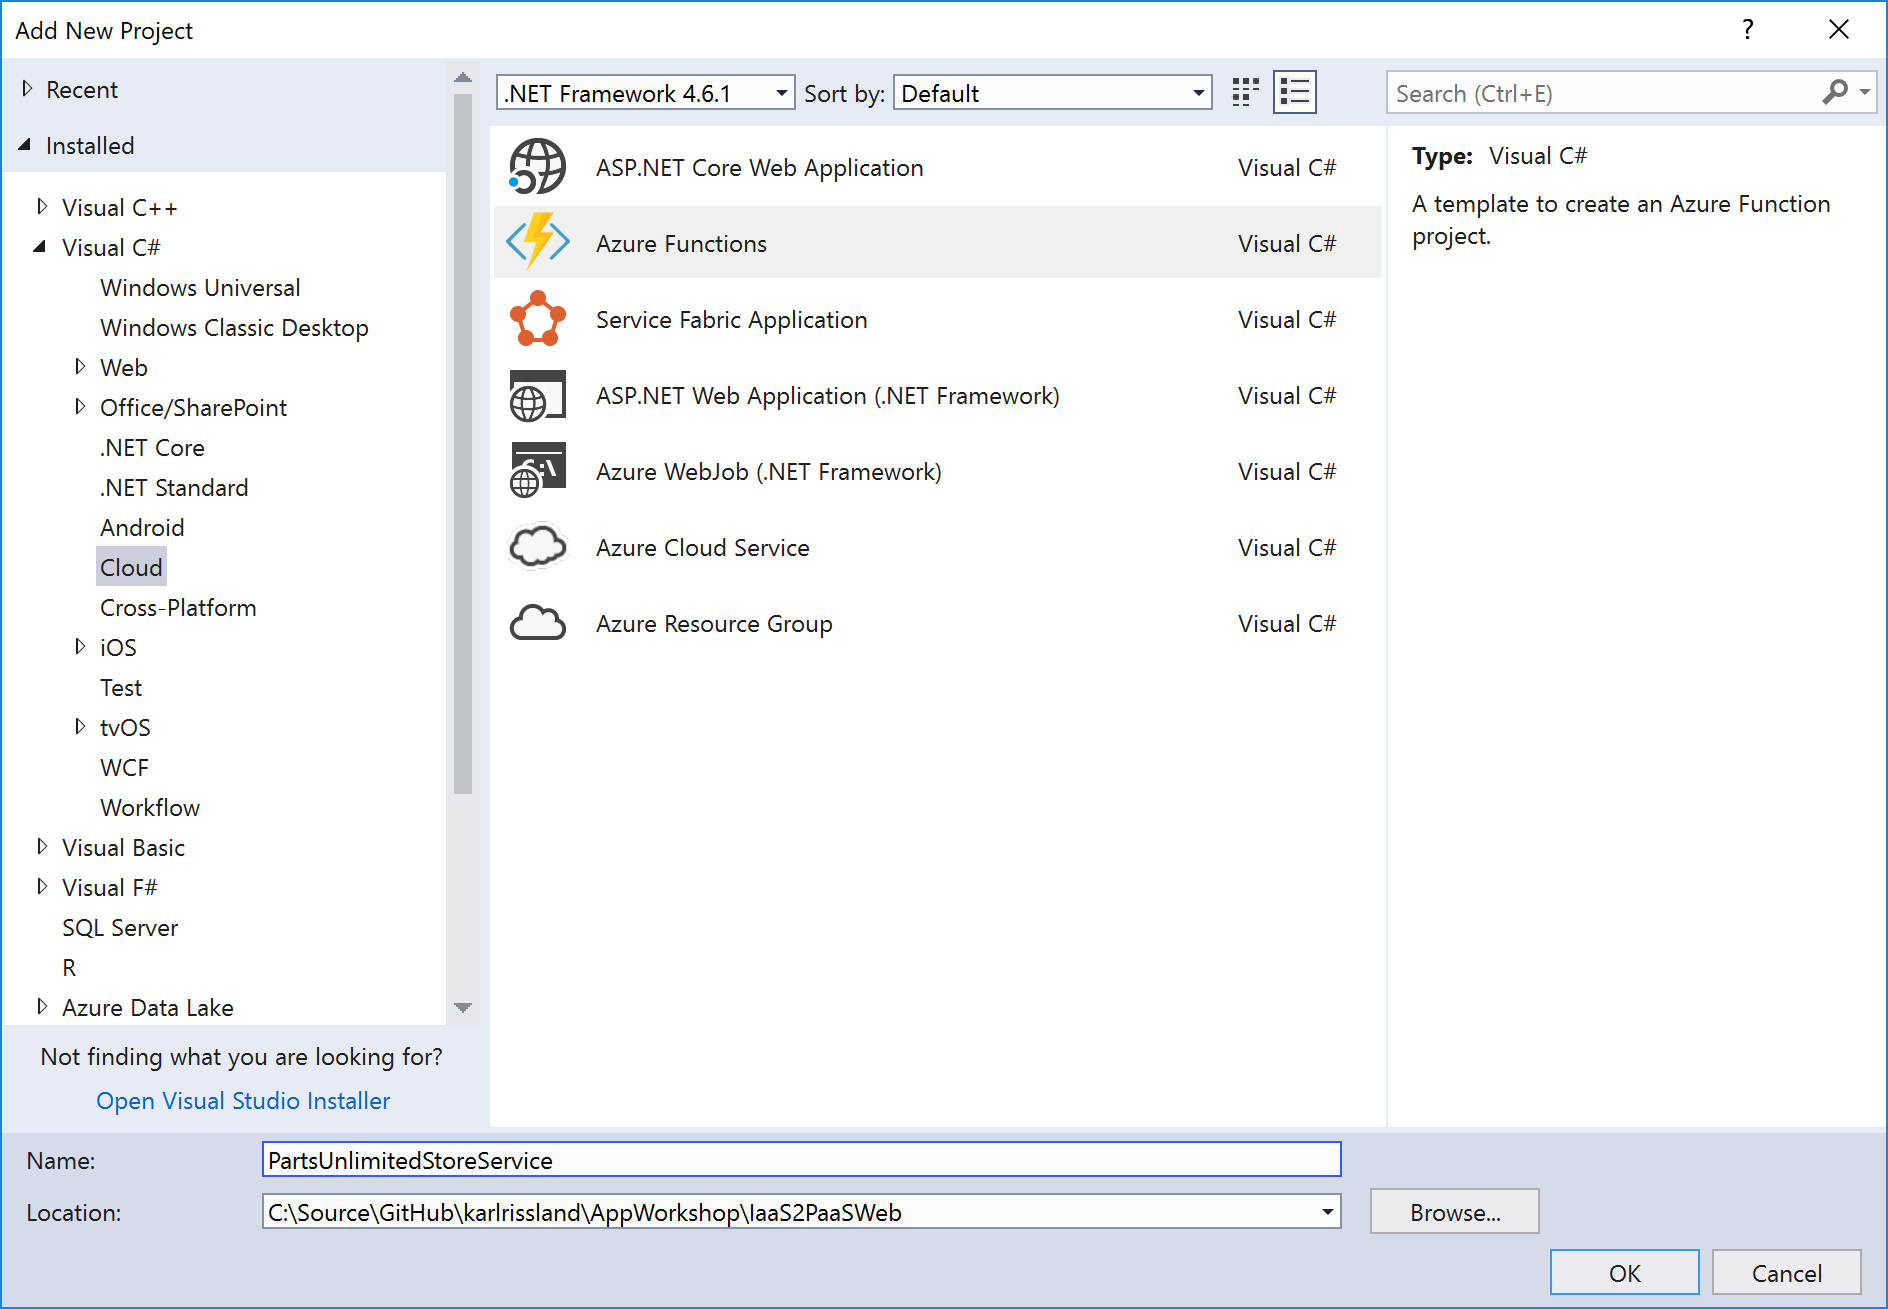 Add New Project
?
Recent
Installed
Visual C++
Visual C#
Windows Universal
Windows Classic Desktop
Web
Office/SharePoint
.NET Core
.NET Standard
Android
Cloud
Cross-Platform
iOS
Test
tvOS
WCF
Workflow
Visual Basic
Visual F#
SQL Server
R
Azure Data Lake
Not finding what you are looking for?
Open Visual Studio Installer
.NET Framework 4.6.1
Sort by: Default
Search (Ctrl+E)
ASP.NET Core Web Application Visual C#
Azure Functions Visual C#
Service Fabric Application Visual C#
ASP.NET Web Application (.NET Framework) Visual C#
Azure WebJob (.NET Framework) Visual C#
Azure Cloud Service Visual C#
Azure Resource Group Visual C#
Type: Visual C#
A template to create an Azure Function
project.
Name: PartsUnlimitedStoreService
Location: C:\Source\GitHub\karlrissland\AppWorkshop\IaaS2PaaSWeb
Browse...
OK
Cancel